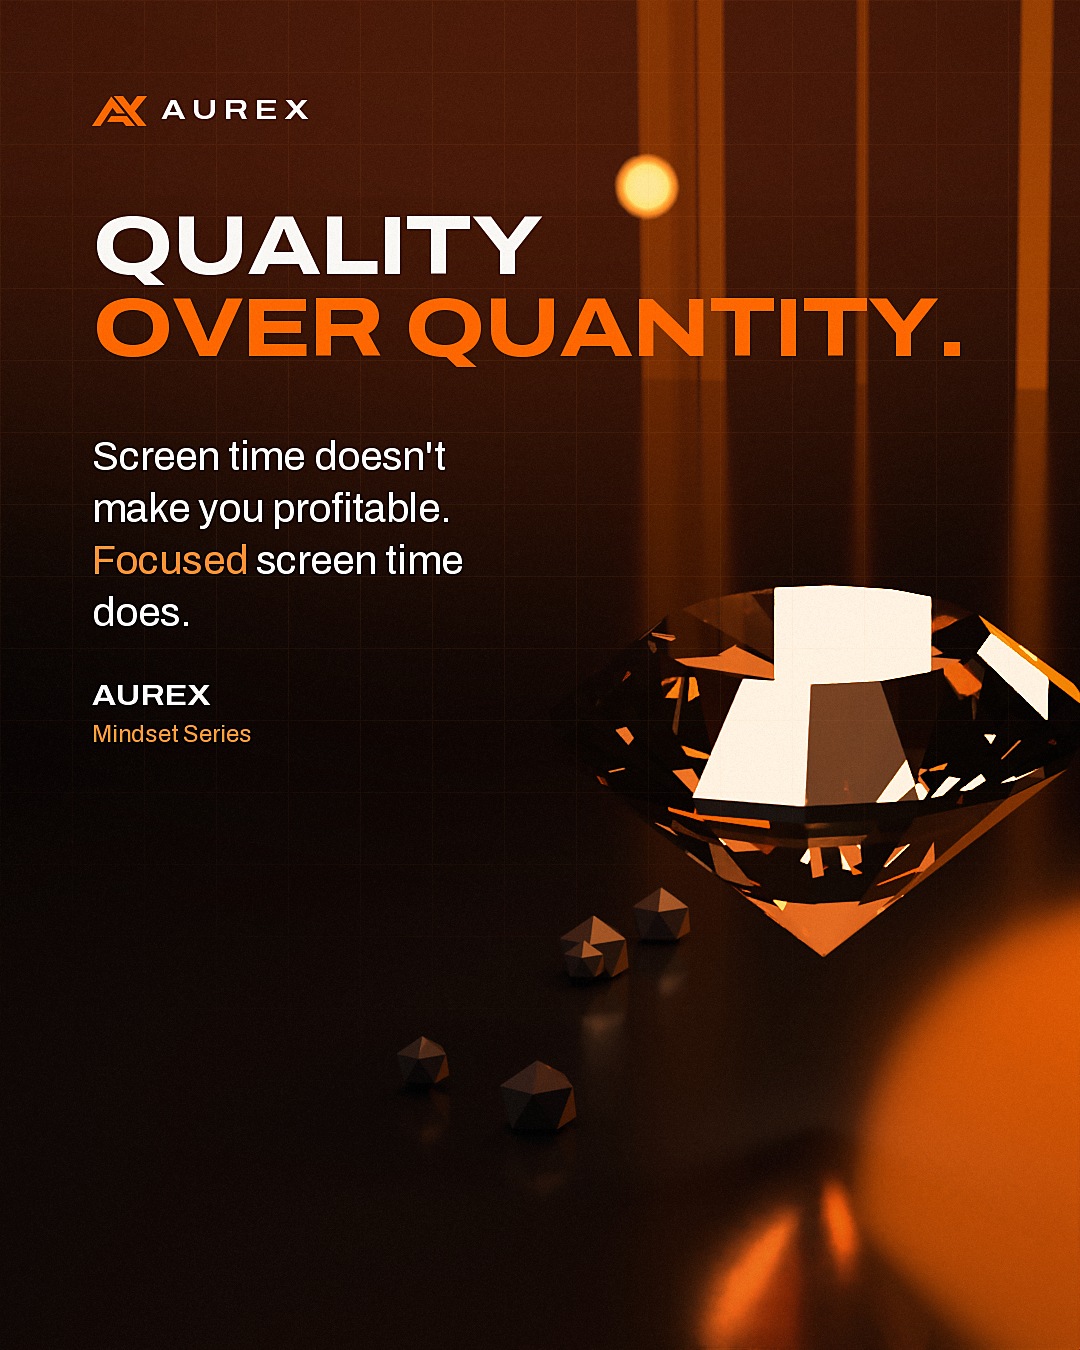 AUREX
QUALITY
OVER QUANTITY.
Screen time doesn't
make you profitable.
Focused screen time
does.
AUREX
Mindset Series